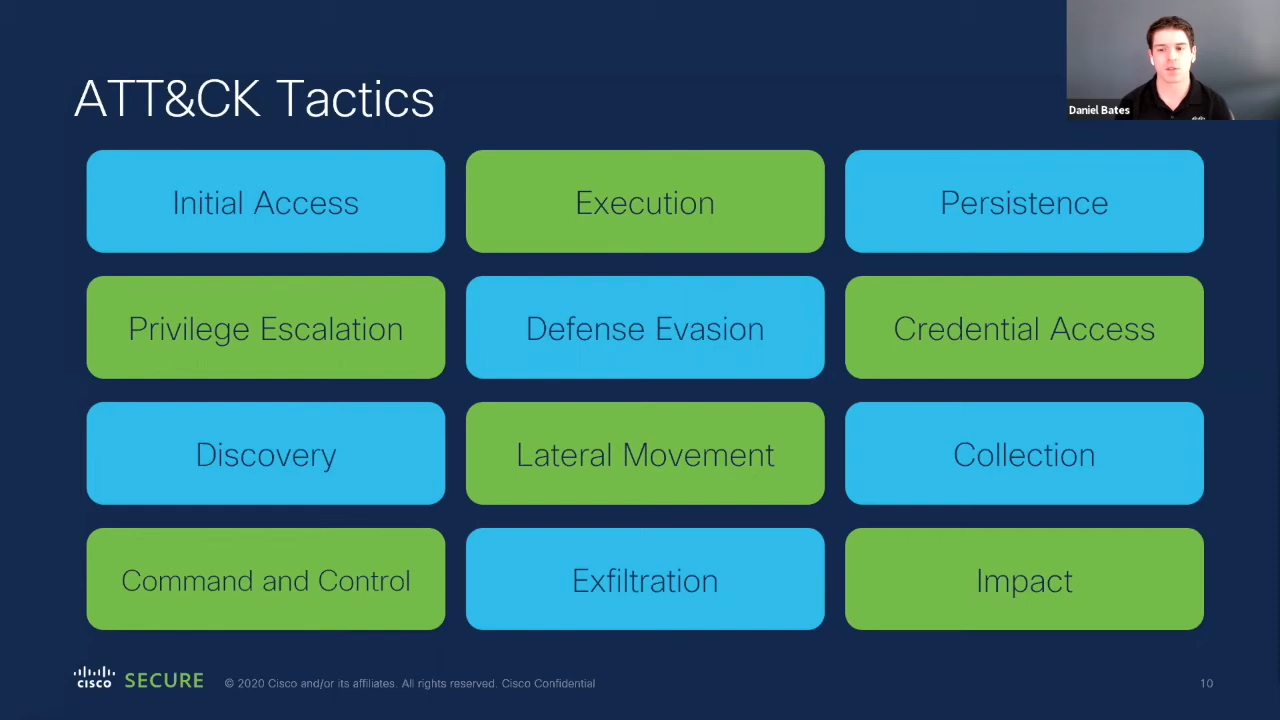 Daniel Bates
ATT&CK Tactics
Initial Access
Execution
Persistence
Privilege Escalation
Defense Evasion
Credential Access
Discovery
Lateral Movement
Collection
Command and Control
Exfiltration
Impact
CISCO SECURE © 2020 Cisco and/or its affiliates. All rights reserved. Cisco Confidential 10